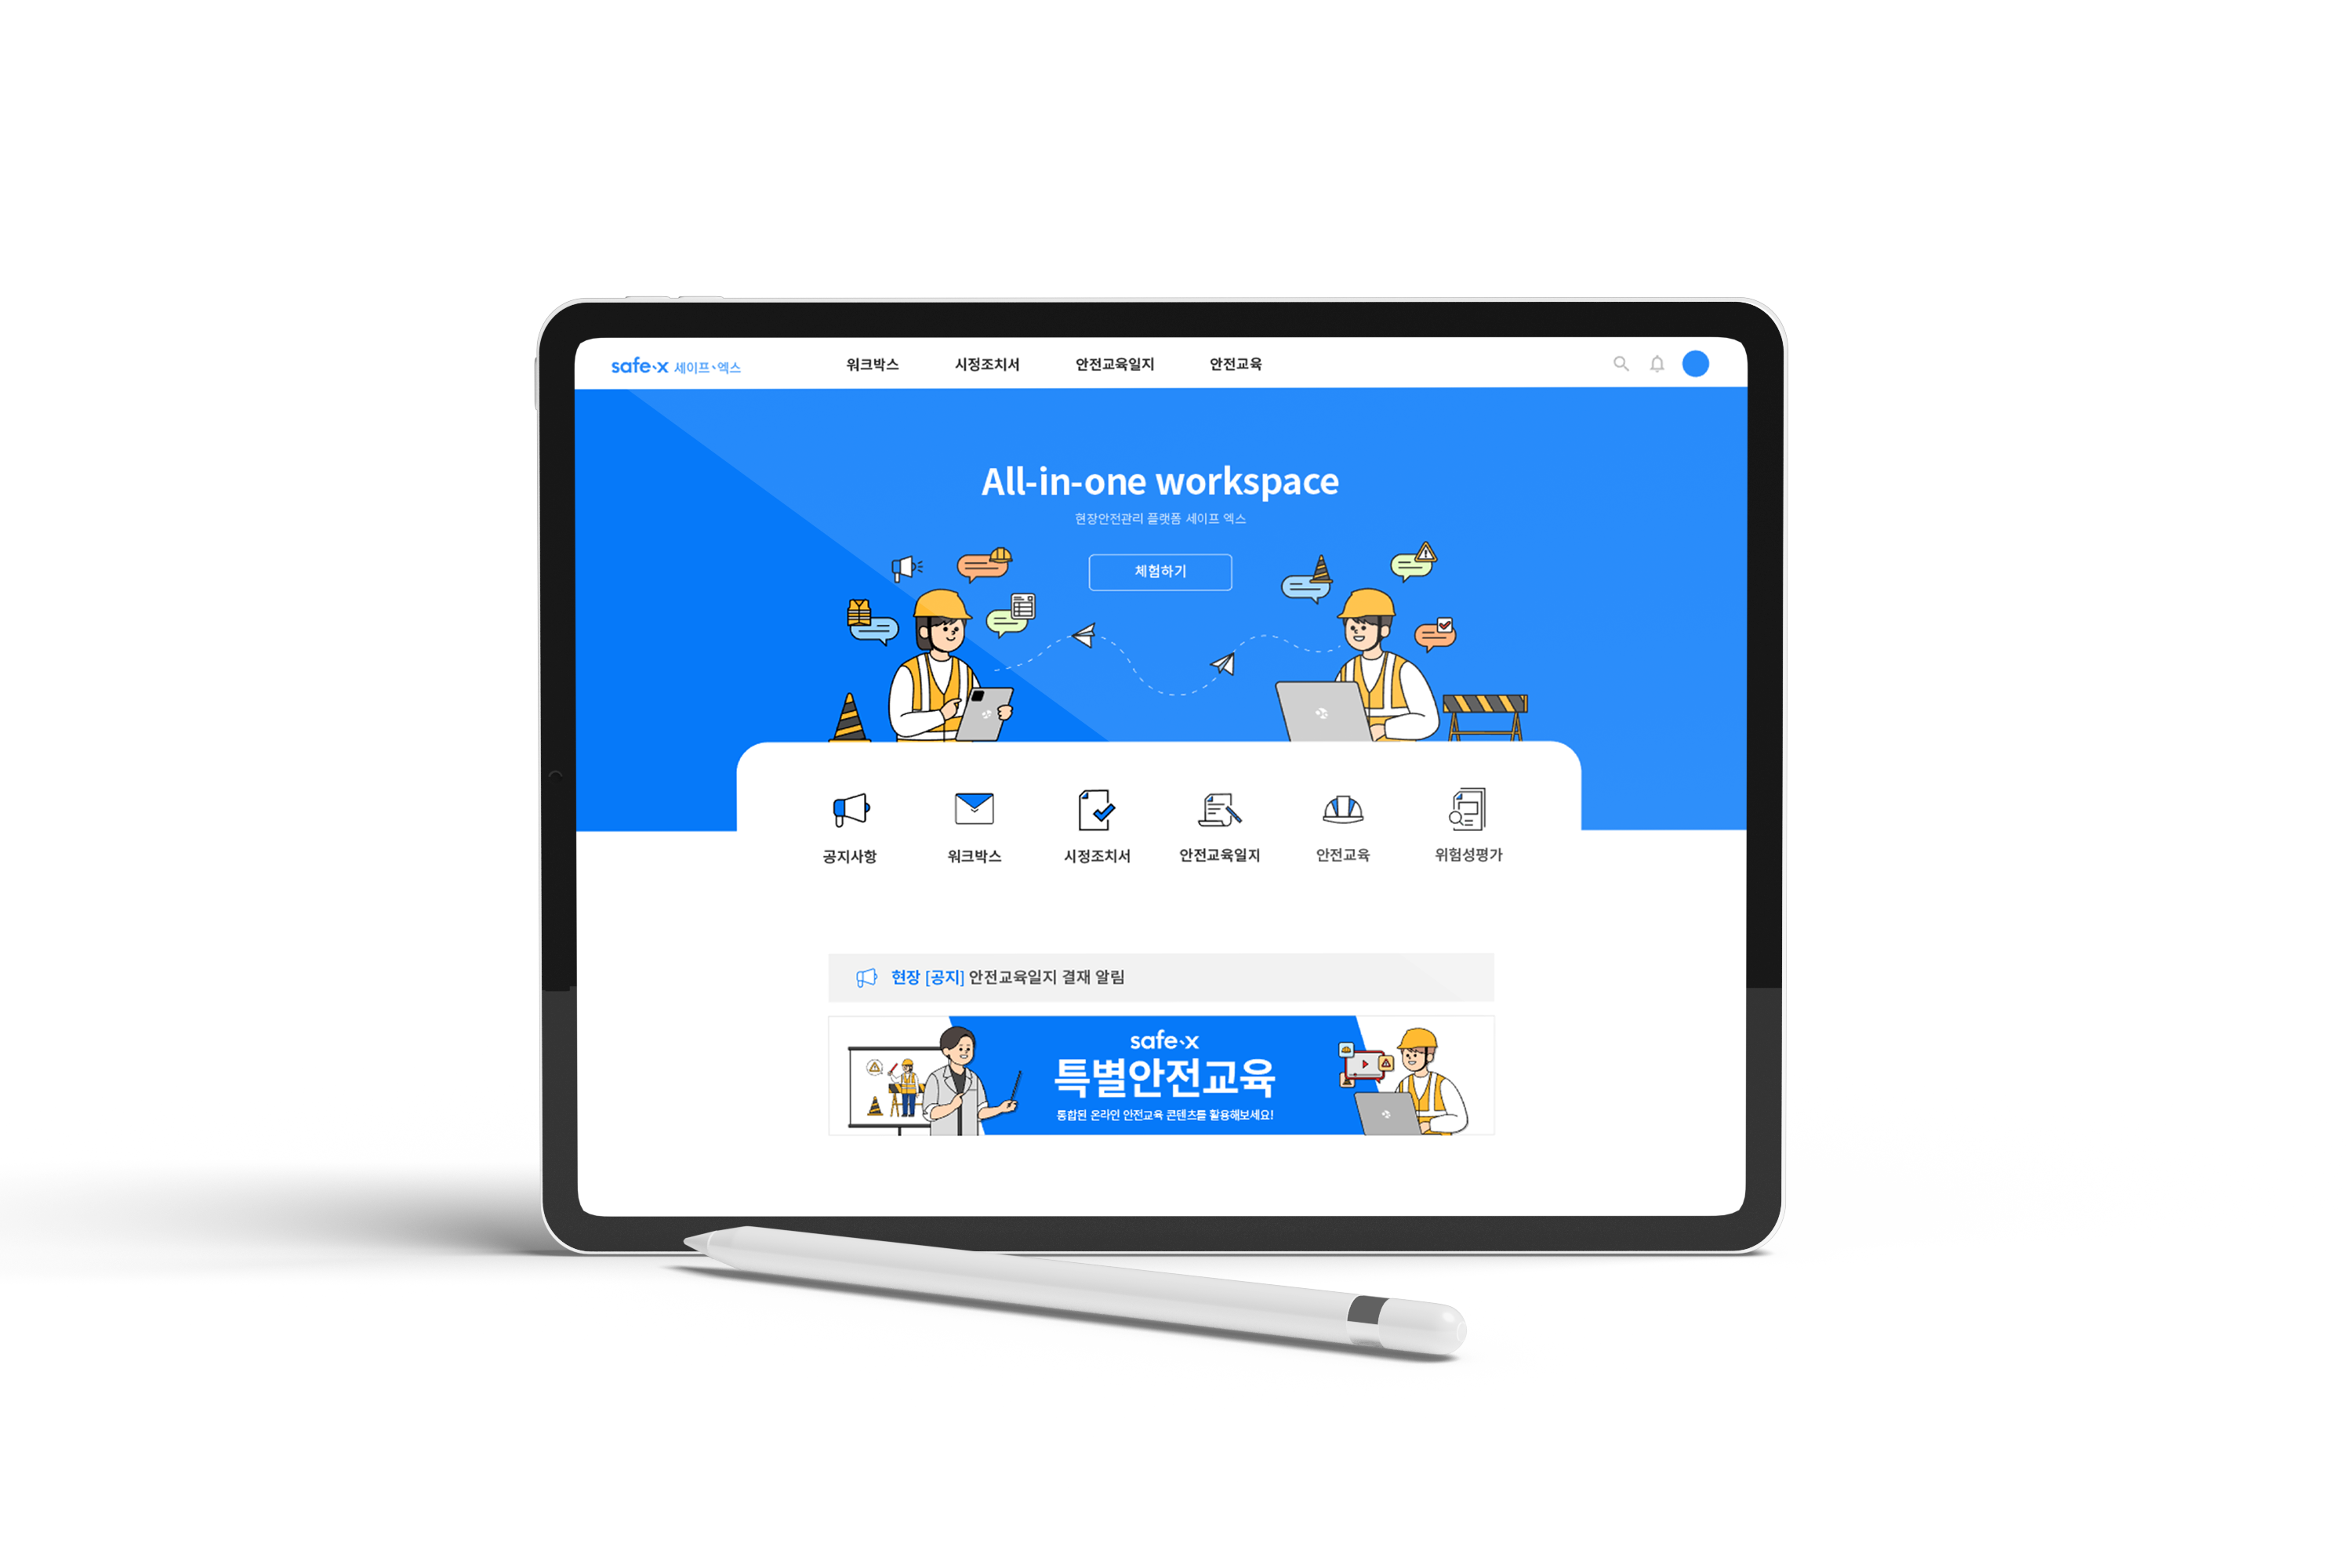 safe·x 세이프·엑스 워크박스 시정조치서 안전교육일지 안전교육
All-in-one workspace
현장안전관리 플랫폼 세이프 엑스
체험하기
공지사항 워크박스 시정조치서 안전교육일지 안전교육 위험성평가
현장 [공지] 안전교육일지 결재 알림
safe·x
특별안전교육
통합된 온라인 안전교육 콘텐츠를 활용해보세요!